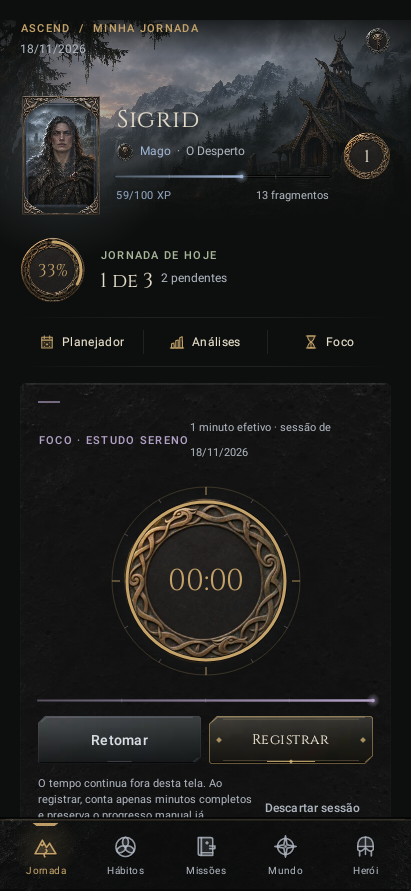 ASCEND / MINHA JORNADA
18/11/2026
SIGRID
Mago · O Desperto
1
59/100 XP
13 fragmentos
33%
JORNADA DE HOJE
1 DE 3 2 pendentes
Planejador
Análises
Foco
1 minuto efetivo · sessão de
FOCO · ESTUDO SERENO
18/11/2026
00:00
Retomar
REGISTRAR
O tempo continua fora desta tela. Ao
registrar, conta apenas minutos completos
Descartar sessão
e preserva o progresso manual já
Jornada
Hábitos
Missões
Mundo
Herói